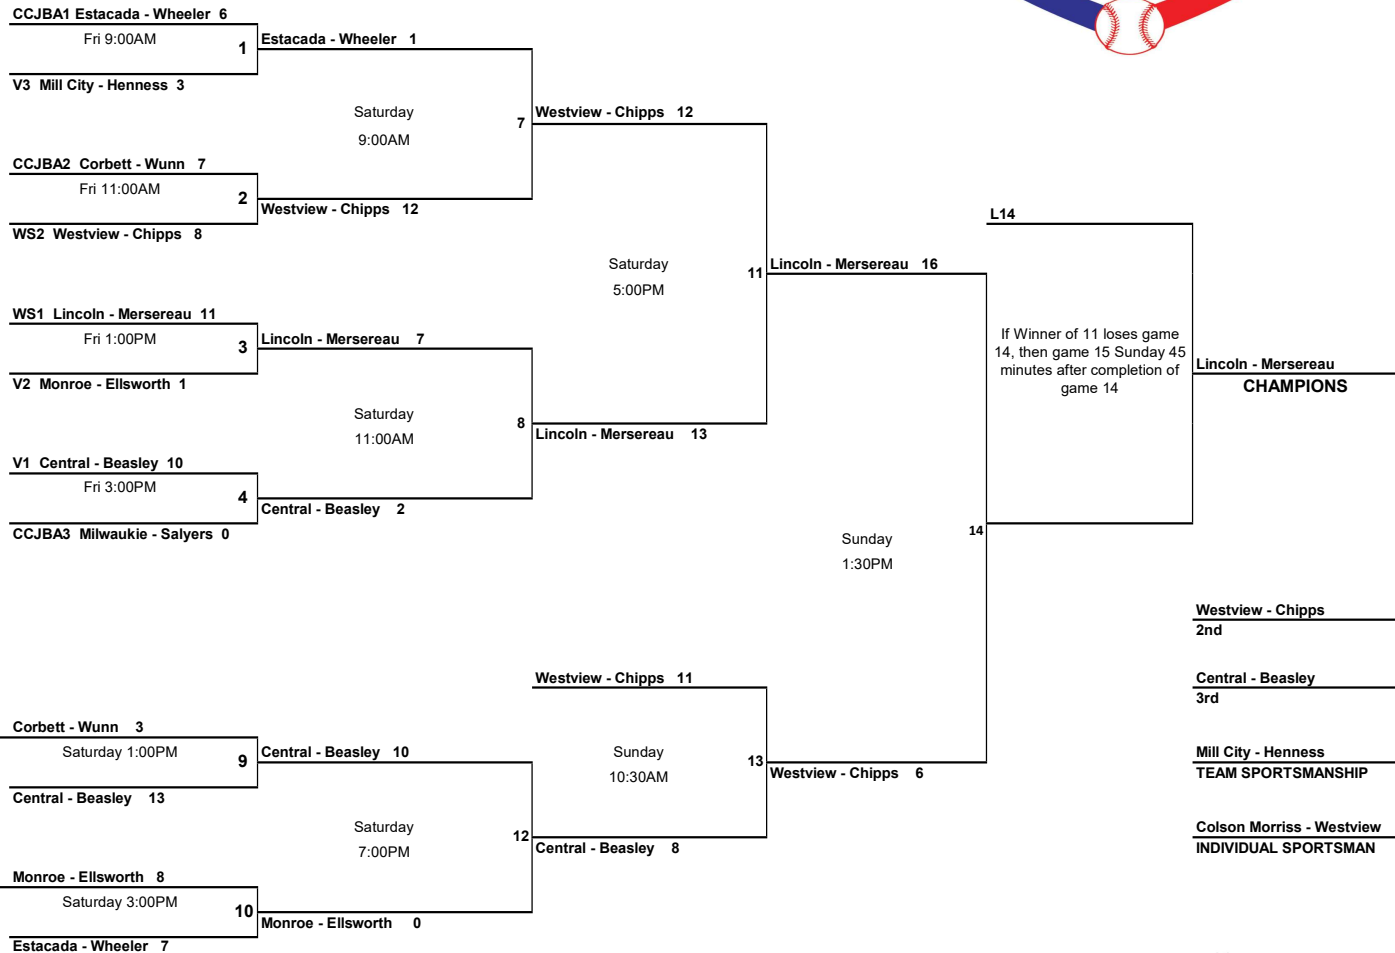 CCJBA1 Estacada - Wheeler 6
Fri 9:00AM
1
V3 Mill City - Henness 3
Estacada - Wheeler 1
Saturday
9:00AM
7
CCJBA2 Corbett - Wunn 7
Fri 11:00AM
2
WS2 Westview - Chipps 8
Westview - Chipps 12
Westview - Chipps 12
Saturday
5:00PM
11
WS1 Lincoln - Mersereau 11
Fri 1:00PM
3
V2 Monroe - Ellsworth 1
Lincoln - Mersereau 7
Saturday
11:00AM
8
V1 Central - Beasley 10
Fri 3:00PM
4
CCJBA3 Milwaukie - Salyers 0
Central - Beasley 2
Lincoln - Mersereau 13
Lincoln - Mersereau 16
L14
If Winner of 11 loses game
14, then game 15 Sunday 45
minutes after completion of
game 14
Lincoln - Mersereau
CHAMPIONS
Sunday
1:30PM
14
Corbett - Wunn 3
Saturday 1:00PM
9
Central - Beasley 13
Central - Beasley 10
Saturday
7:00PM
12
Monroe - Ellsworth 8
Saturday 3:00PM
10
Estacada - Wheeler 7
Monroe - Ellsworth 0
Westview - Chipps 11
Sunday
10:30AM
13
Central - Beasley 8
Westview - Chipps 6
Westview - Chipps
2nd
Central - Beasley
3rd
Mill City - Henness
TEAM SPORTSMANSHIP
Colson Morriss - Westview
INDIVIDUAL SPORTSMAN